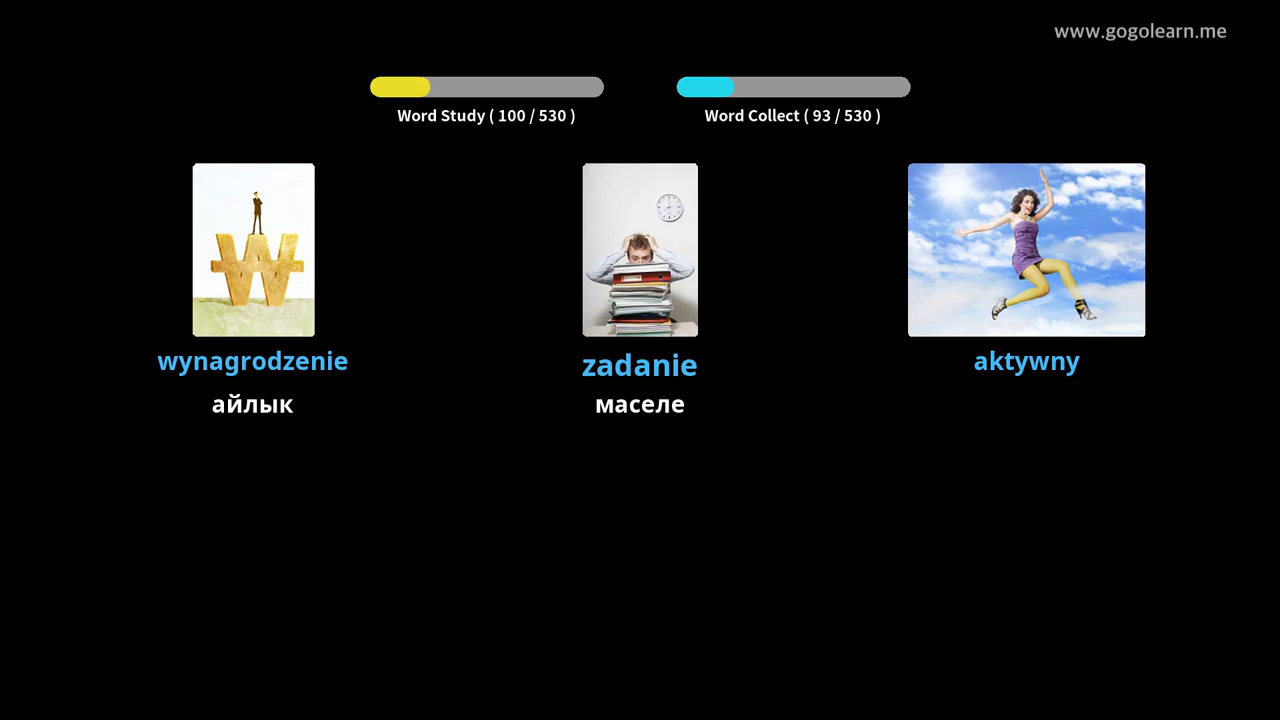 www.gogolearn.me
Word Study ( 100 / 530 )
Word Collect ( 93 / 530 )
wynagrodzenie
zadanie
aktywny
айлык
маселе